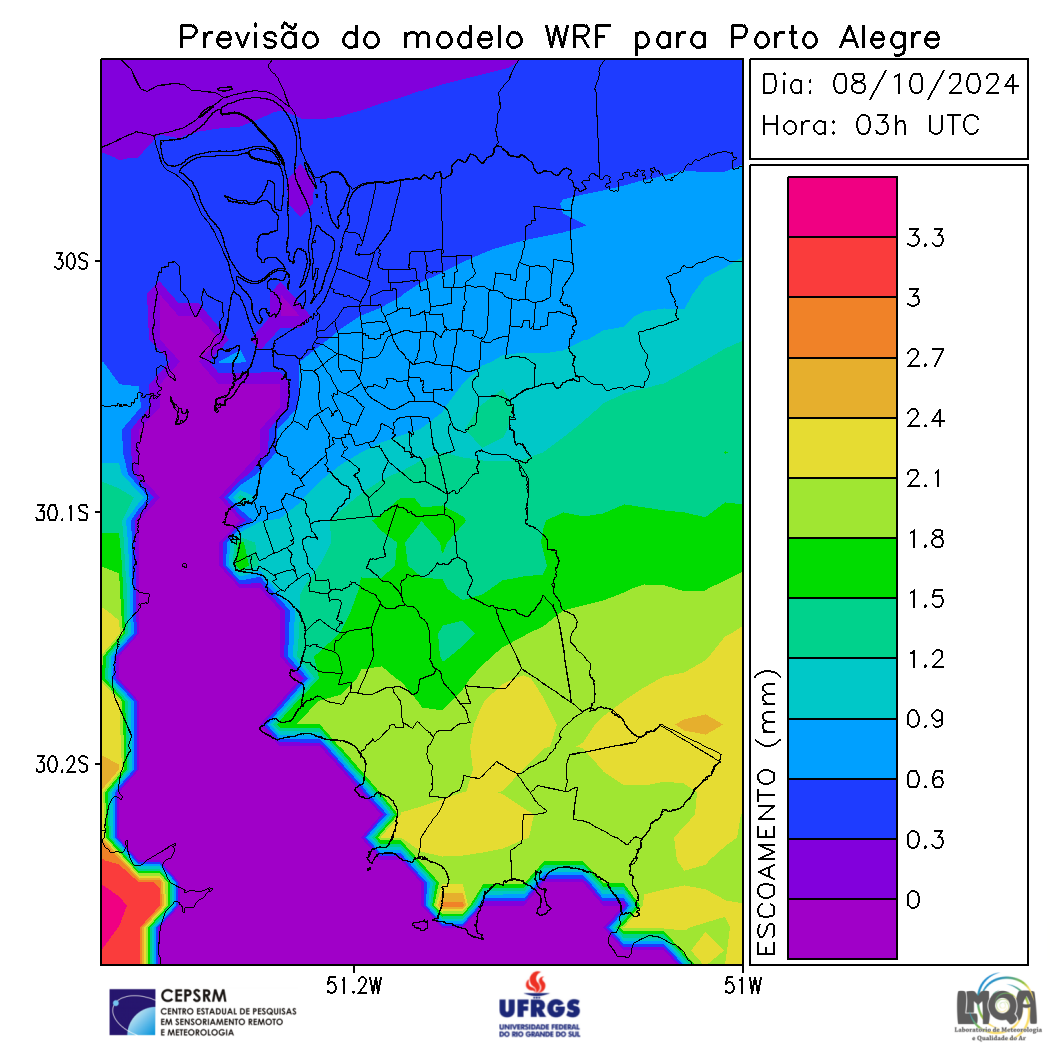 Previsão do modelo WRF para Porto Alegre
Dia: 08/10/2024
Hora: 03h UTC
30S
30.1S
30.2S
51.2W
51W
ESCOAMENTO (mm)
3.3
3
2.7
2.4
2.1
1.8
1.5
1.2
0.9
0.6
0.3
0
CEPSRM
CENTRO ESTADUAL DE PESQUISAS
EM SENSORIAMENTO REMOTO
E METEOROLOGIA
UFRGS
UNIVERSIDADE FEDERAL
DO RIO GRANDE DO SUL
LMQA
Laboratório de Meteorologia
e Qualidade do Ar